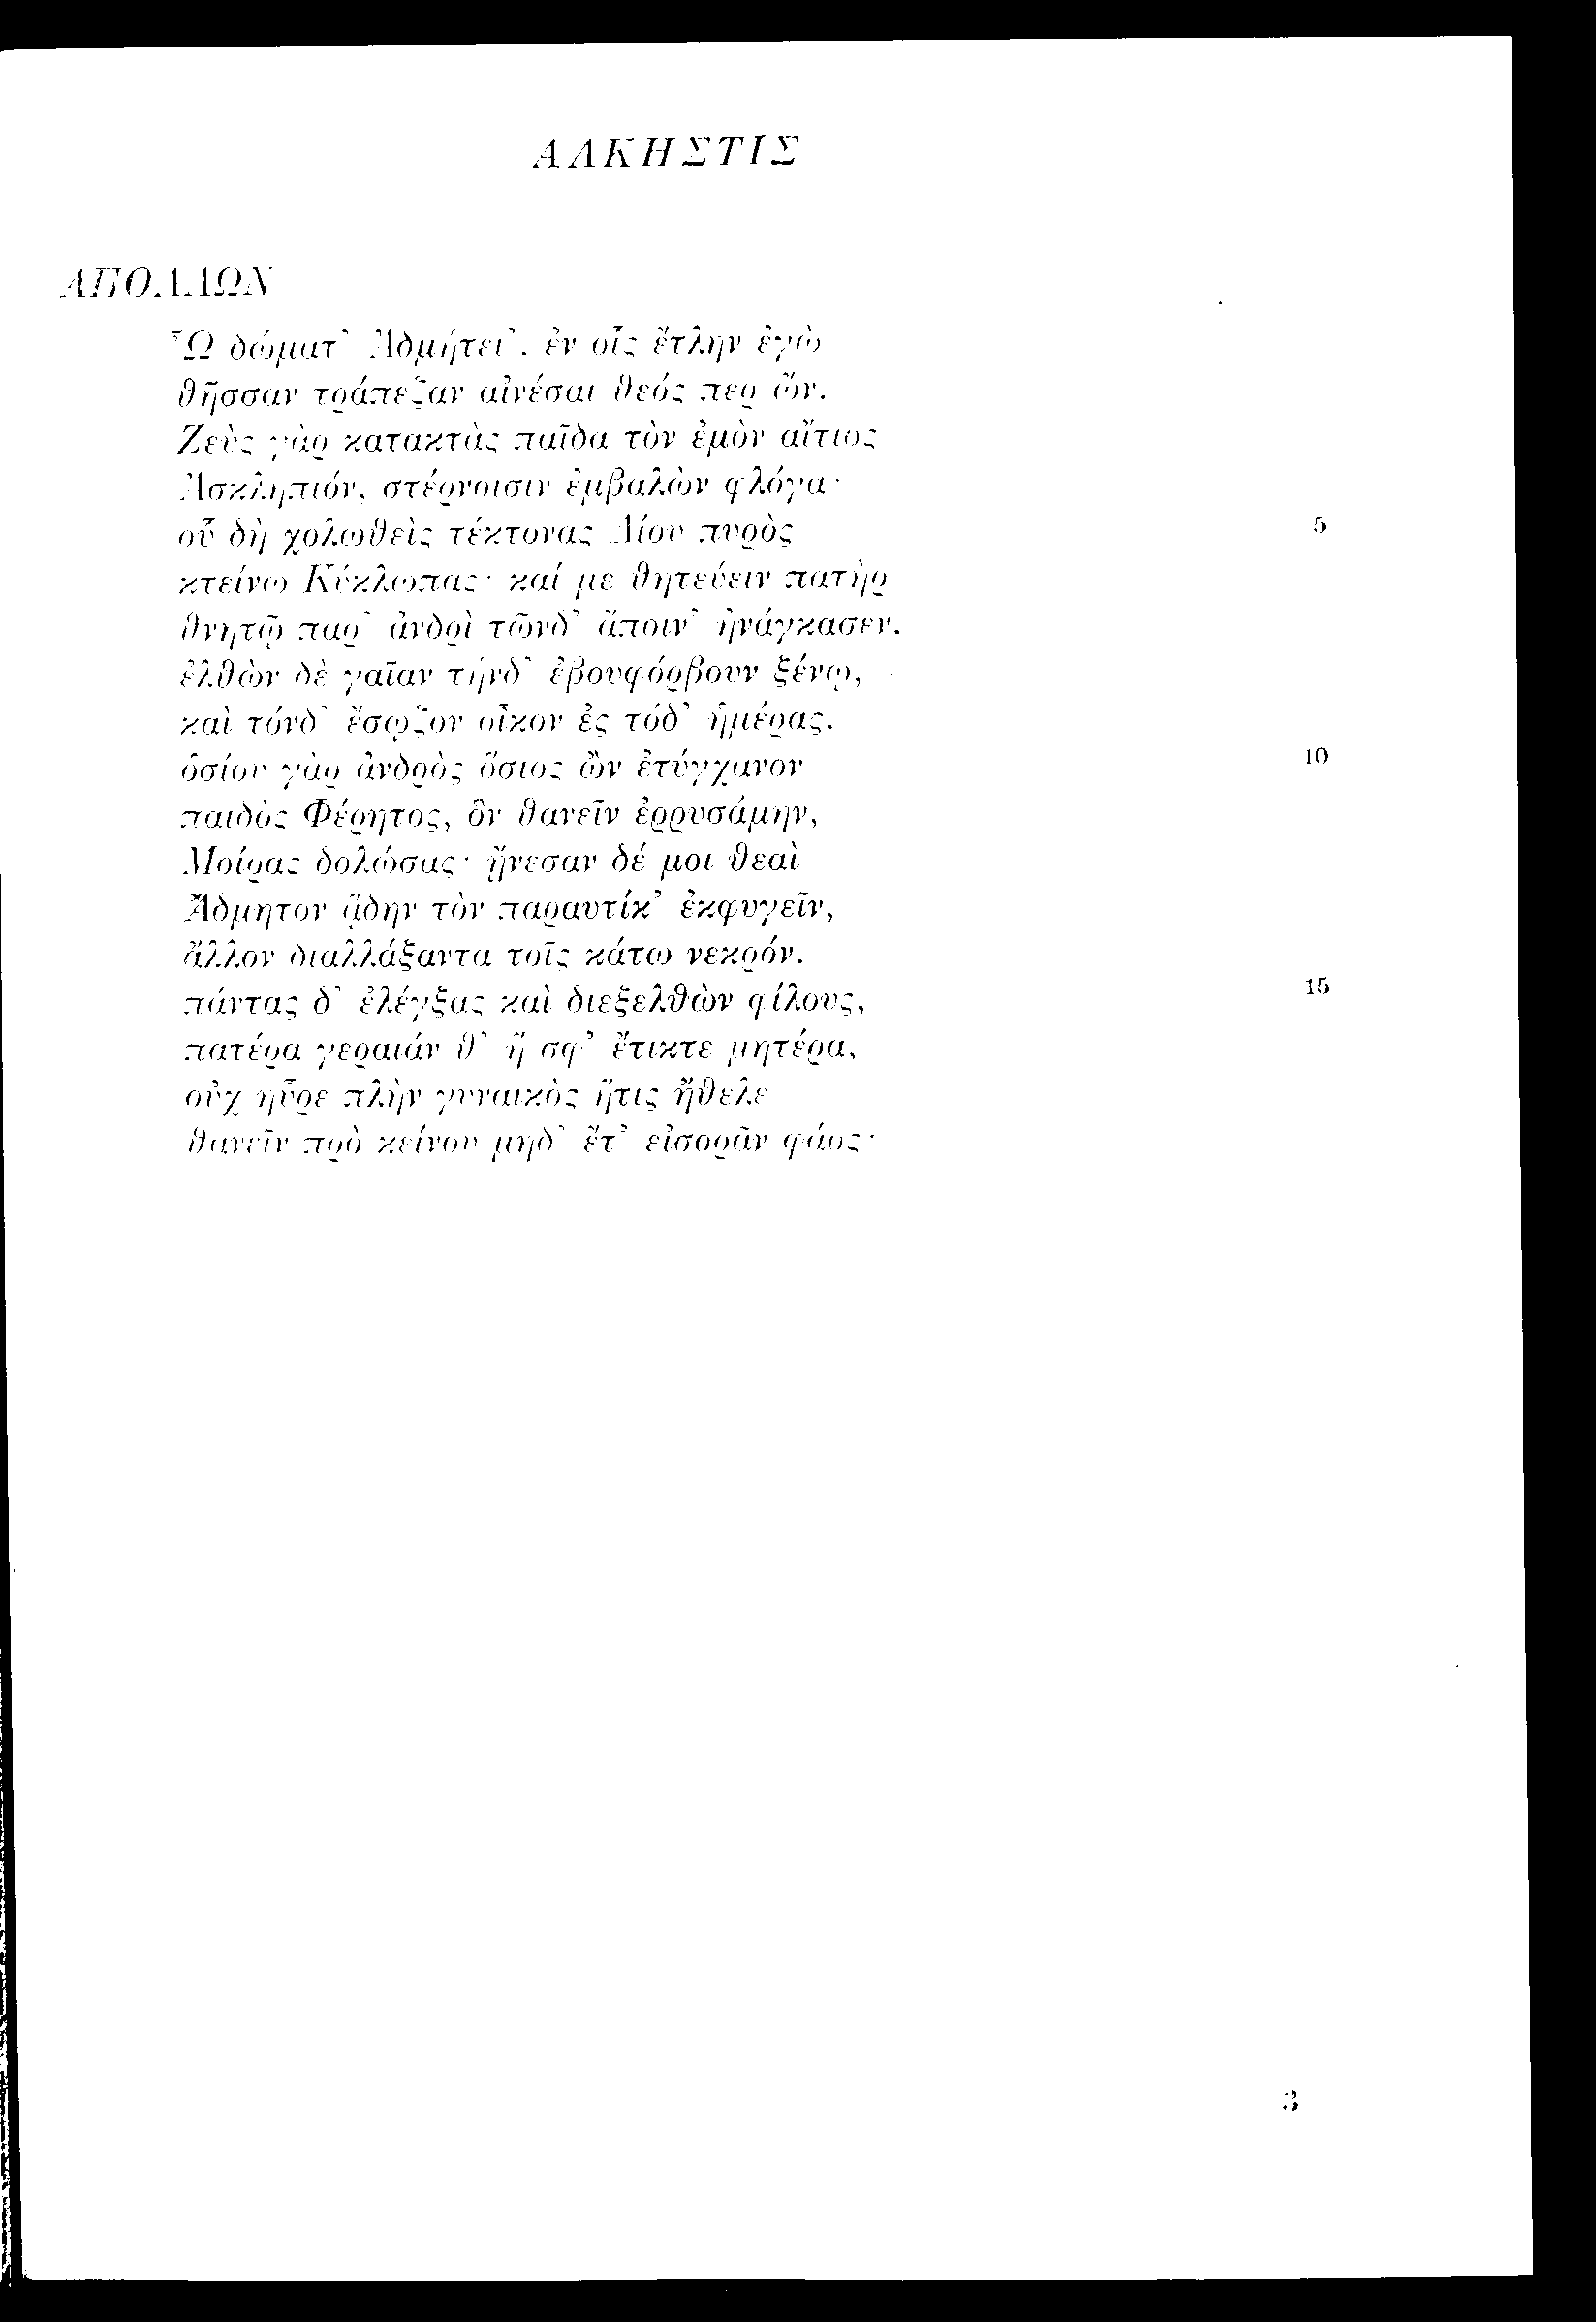 ΑΛΚΗΣΤΙΣ
ΑΠΟΛΛΩΝ
Ὦ δώματ᾽ Ἀδμήτει᾽, ἐν οἷς ἔτλην ἐγὼ
θῆσσαν τράπεζαν αἰνέσαι θεός περ ὤν.
Ζεὺς γὰρ κατακτὰς παῖδα τὸν ἐμὸν αἴτιος
Ἀσκληπιόν, στέρνοισιν ἐμβαλὼν φλόγα·
οὗ δὴ χολωθεὶς τέκτονας Δίου πυρὸς 5
κτείνω Κύκλωπας· καί με θητεύειν πατὴρ
θνητῷ παρ᾽ ἀνδρὶ τῶνδ᾽ ἄποιν᾽ ἠνάγκασεν.
ἐλθὼν δὲ γαῖαν τήνδ᾽ ἐβουφόρβουν ξένῳ,
καὶ τόνδ᾽ ἔσῳζον οἶκον ἐς τόδ᾽ ἡμέρας.
ὁσίου γὰρ ἀνδρὸς ὅσιος ὢν ἐτύγχανον 10
παιδὸς Φέρητος, ὃν θανεῖν ἐρρυσάμην,
Μοίρας δολώσας· ᾔνεσαν δέ μοι θεαὶ
Ἄδμητον ᾅδην τὸν παραυτίκ᾽ ἐκφυγεῖν,
ἄλλον διαλλάξαντα τοῖς κάτω νεκρόν.
πάντας δ᾽ ἐλέγξας καὶ διεξελθὼν φίλους, 15
πατέρα γεραιάν θ᾽ ἥ σφ᾽ ἔτικτε μητέρα,
οὐχ ηὗρε πλὴν γυναικὸς ἥτις ἤθελε
θανεῖν πρὸ κείνου μηδ᾽ ἔτ᾽ εἰσορᾶν φάος·
3